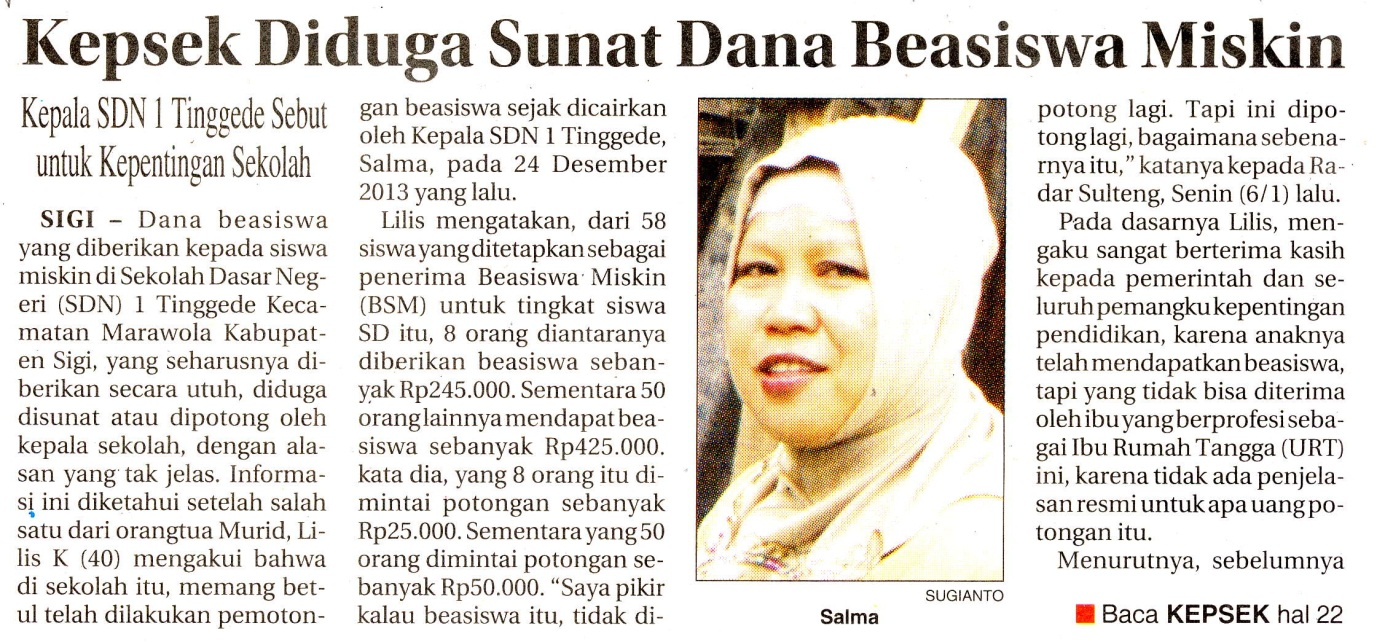 Kepsek Diduga Sunat Dana Beasiswa Miskin
Kepala SDN 1 Tinggede Sebut
untuk Kepentingan Sekolah
SIGI – Dana beasiswa
yang diberikan kepada siswa
miskin di Sekolah Dasar Neg-
eri (SDN) 1 Tinggede Keca-
matan Marawola Kabupat-
en Sigi, yang seharusnya di-
berikan secara utuh, diduga
disunat atau dipotong oleh
kepala sekolah, dengan ala-
san yang tak jelas. Informa-
si ini diketahui setelah salah
satu dari orangtua Murid, Li-
lis K (40) mengakui bahwa
di sekolah itu, memang bet-
ul telah dilakukan pemoton-
gan beasiswa sejak dicairkan
oleh Kepala SDN 1 Tinggede,
Salma, pada 24 Desember
2013 yang lalu.
Lilis mengatakan, dari 58
siswa yang ditetapkan sebagai
penerima Beasiswa Miskin
(BSM) untuk tingkat siswa
SD itu, 8 orang diantaranya
diberikan beasiswa seban-
yak Rp245.000. Sementara 50
orang lainnya mendapat bea-
siswa sebanyak Rp425.000.
kata dia, yang 8 orang itu di-
mintai potongan sebanyak
Rp25.000. Sementara yang 50
orang dimintai potongan se-
banyak Rp50.000. “Saya pikir
kalau beasiswa itu, tidak di-
SUGIANTO
Salma
potong lagi. Tapi ini dipo-
tong lagi, bagaimana sebena-
rnya itu,” katanya kepada Ra-
dar Sulteng, Senin (6/1) lalu.
Pada dasarnya Lilis, men-
gaku sangat berterima kasih
kepada pemerintah dan se-
luruh pemangku kepentingan
pendidikan, karena anaknya
telah mendapatkan beasiswa,
tapi yang tidak bisa diterima
oleh ibu yang berprofesi seba-
gai Ibu Rumah Tangga (URT)
ini, karena tidak ada penjela-
san resmi untuk apa uang po-
tongan itu.
Menurutnya, sebelumnya
Baca KEPSEK hal 22